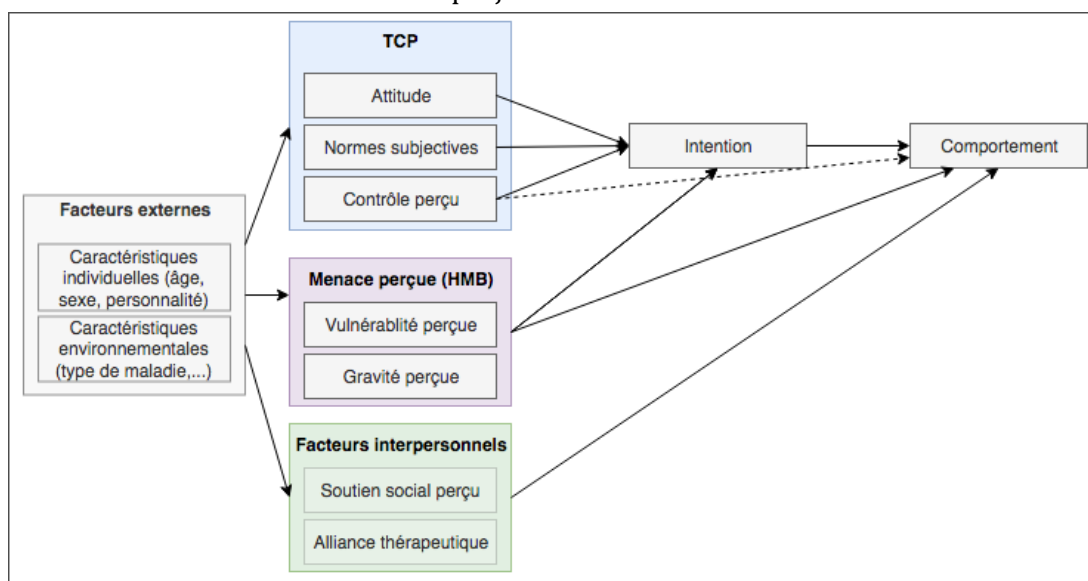 TCP
Attitude
Normes subjectives
Contrôle perçu
Intention
Comportement
Facteurs externes
Caractéristiques
individuelles (âge,
sexe, personnalité)
Caractéristiques
environnementales
(type de maladie,...)
Menace perçue (HMB)
Vulnérablité perçue
Gravité perçue
Facteurs interpersonnels
Soutien social perçu
Alliance thérapeutique